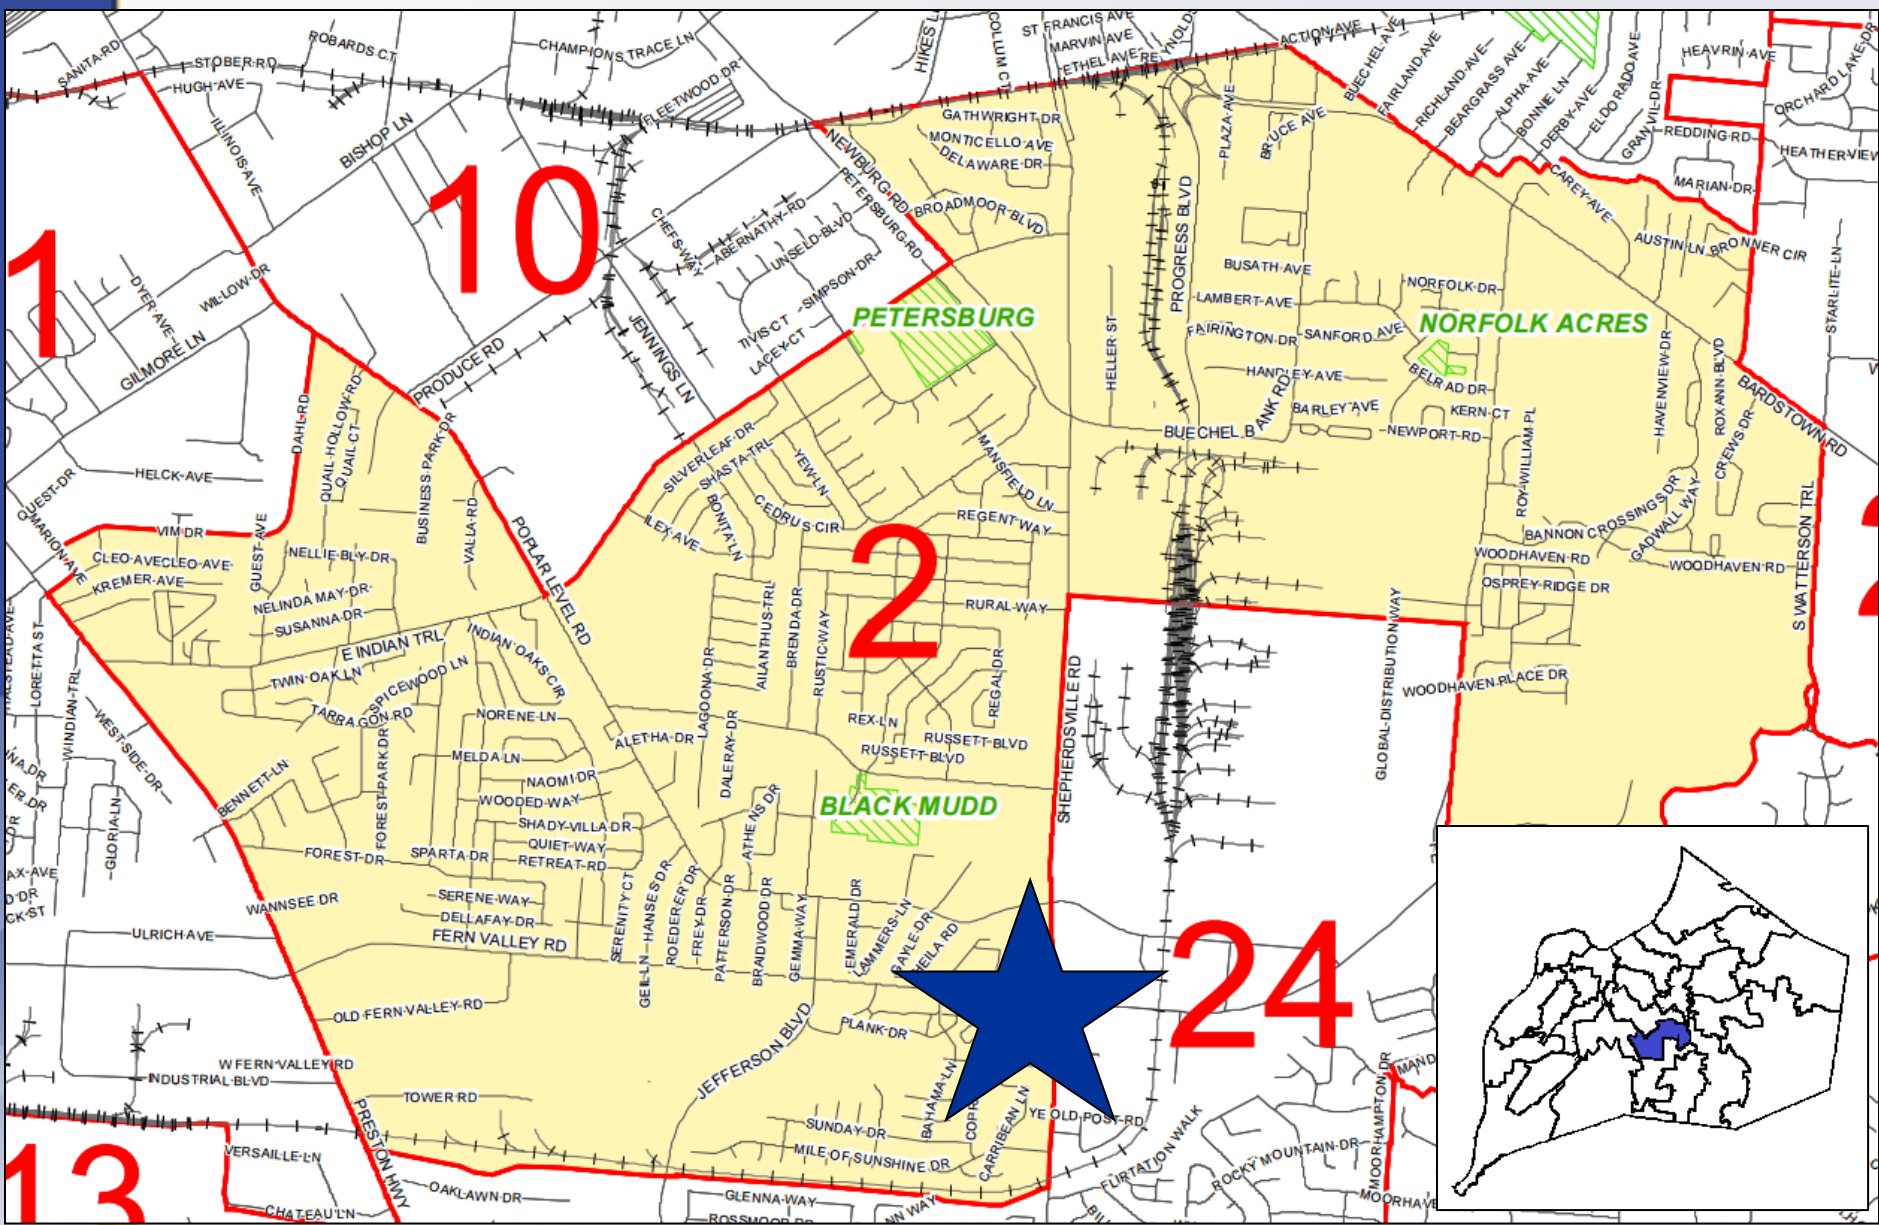 SANITA RD
STOBER RD
ROBARDS CT
CHAMPIONS TRACE LN
HIKES L
COLLUM CT
ST FRANCIS AVE
MARVIN AVE
ETHEL AVE
ACTION AVE
BUECHEL AVE
FAIRLAND AVE
RICHLAND AVE
BEARGRASS AVE
ALPHA AVE
BONNIE LN
DERBY AVE
ELDORADO AVE
GRANVIL DR
HEAVRIN AVE
ORCHARD LAKE DR
HUGH AVE
FLEETWOOD DR
ILLINOIS AVE
BISHOP LN
GATHWRIGHT DR
MONTICELLO AVE
DELAWARE DR
PLAZA AVE
BRUCE AVE
REDDING RD
HEATHER VIEW
MARIAN DR
CAREY AVE
10
NEWBURG RD
PETERSBURG RD
BROADMOOR BLVD
PROGRESS BLVD
AUSTIN LN
BRONNER CIR
STARLITE LN
1
CHEFS WAY
ABERNATHY RD
UNSELD BLVD
SIMPSON DR
DYER AVE
WILLOW DR
BUSATH AVE
LAMBERT AVE
NORFOLK DR
PETERSBURG
NORFOLK ACRES
GILMORE LN
PRODUCE RD
JENNINGS LN
TIVIS CT
LACEY CT
HELLER ST
FAIRINGTON DR
SANFORD AVE
HANDLEY AVE
BELRAD DR
HAVENVIEW DR
ROXANN BLVD
BARDSTOWN RD
DAHL RD
QUAIL HOLLOW RD
QUAIL CT
BUSINESS PARK DR
BARLEY AVE
KERN CT
BUECHEL BANK RD
NEWPORT RD
ROY WILLIAM PL
CREWS DR
SILVERLEAF DR
SHASTA TRL
YEW LN
MANSFIELD LN
HELCK AVE
QUEST DR
MARION AVE
VIM DR
CLEO AVE
CLEO AVE
KREMER AVE
GUEST AVE
NELLIE BLY DR
VALLA RD
POPLAR LEVEL RD
ILEX AVE
BONITA LN
CEDRUS CIR
REGENT WAY
2
BANNON CROSSINGS DR
GADWALL WAY
WOODHAVEN RD
WOODHAVEN RD
OSPREY RIDGE DR
S WATTERSON TRL
NELINDA MAY DR
SUSANNA DR
AILANTHUS TRL
BRENDA DR
RUSTIC WAY
RURAL WAY
GLOBAL DISTRIBUTION WAY
LORETTA ST
W INDIAN TRL
E INDIAN TRL
INDIAN OAKS CIR
TWIN OAK LN
SPICEWOOD LN
TARRAGON RD
LAGOONA DR
REGAL DR
SHEPHERDSVILLE RD
WOODHAVEN PLACE DR
WEST SIDE DR
NORENE LN
ALETHA DR
REX LN
RUSSETT BLVD
RUSSETT BLVD
FOREST PARK DR
MELDA LN
NAOMI DR
DALERAY DR
BENNETT LN
WOODED WAY
BLACK MUDD
GLORIA LN
SHADY VILLA DR
QUIET WAY
RETREAT RD
ATHENS DR
FOREST DR
SPARTA DR
WANNSEE DR
SERENE WAY
DELLAFAY DR
FERN VALLEY RD
SERENITY CT
GEIL LN
HANSES DR
ROEDERER DR
FREY DR
PATTERSON DR
BRAIDWOOD DR
GEMMA WAY
EMERALD DR
LAMMERS LN
GAYLE DR
SHEILA RD
ULRICH AVE
24
OLD FERN VALLEY RD
PLANK DR
JEFFERSON BLVD
W FERN VALLEY RD
INDUSTRIAL BLVD
TOWER RD
BAHAMA LN
CARRIBEAN LN
YE OLD POST RD
MOORHAMPTON DR
SUNDAY DR
MILE OF SUNSHINE DR
PRESTON HWY
FLIRTATION WALK
ROCKY MOUNTAIN DR
13
VERSAILLE LN
CHATEAU LN
OAKLAWN DR
GLENNA WAY
ROSSMOOR DR